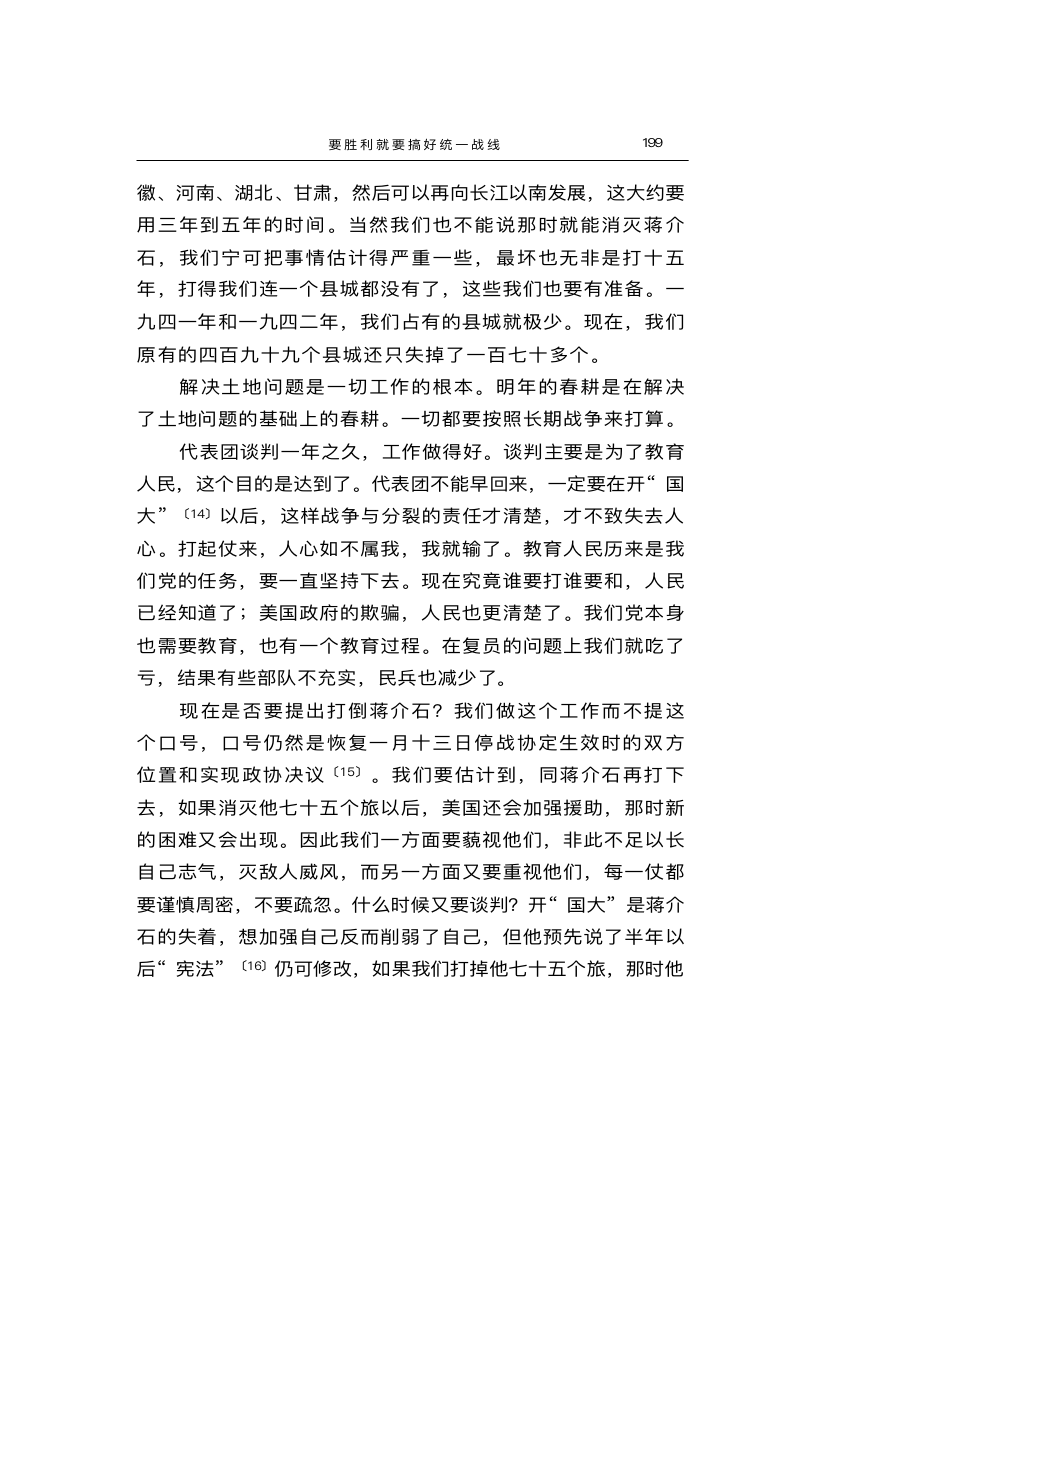 要胜利就要搞好统一战线 199
徽、河南、湖北、甘肃，然后可以再向长江以南发展，这大约要
用三年到五年的时间。当然我们也不能说那时就能消灭蒋介
石，我们宁可把事情估计得严重一些，最坏也无非是打十五
年，打得我们连一个县城都没有了，这些我们也要有准备。一
九四一年和一九四二年，我们占有的县城就极少。现在，我们
原有的四百九十九个县城还只失掉了一百七十多个。
解决土地问题是一切工作的根本。明年的春耕是在解决
了土地问题的基础上的春耕。一切都要按照长期战争来打算。
代表团谈判一年之久，工作做得好。谈判主要是为了教育
人民，这个目的是达到了。代表团不能早回来，一定要在开“国
大”〔14〕以后，这样战争与分裂的责任才清楚，才不致失去人
心。打起仗来，人心如不属我，我就输了。教育人民历来是我
们党的任务，要一直坚持下去。现在究竟谁要打谁要和，人民
已经知道了；美国政府的欺骗，人民也更清楚了。我们党本身
也需要教育，也有一个教育过程。在复员的问题上我们就吃了
亏，结果有些部队不充实，民兵也减少了。
现在是否要提出打倒蒋介石？我们做这个工作而不提这
个口号，口号仍然是恢复一月十三日停战协定生效时的双方
位置和实现政协决议〔15〕。我们要估计到，同蒋介石再打下
去，如果消灭他七十五个旅以后，美国还会加强援助，那时新
的困难又会出现。因此我们一方面要藐视他们，非此不足以长
自己志气，灭敌人威风，而另一方面又要重视他们，每一仗都
要谨慎周密，不要疏忽。什么时候又要谈判？开“国大”是蒋介
石的失着，想加强自己反而削弱了自己，但他预先说了半年以
后“宪法”〔16〕仍可修改，如果我们打掉他七十五个旅，那时他